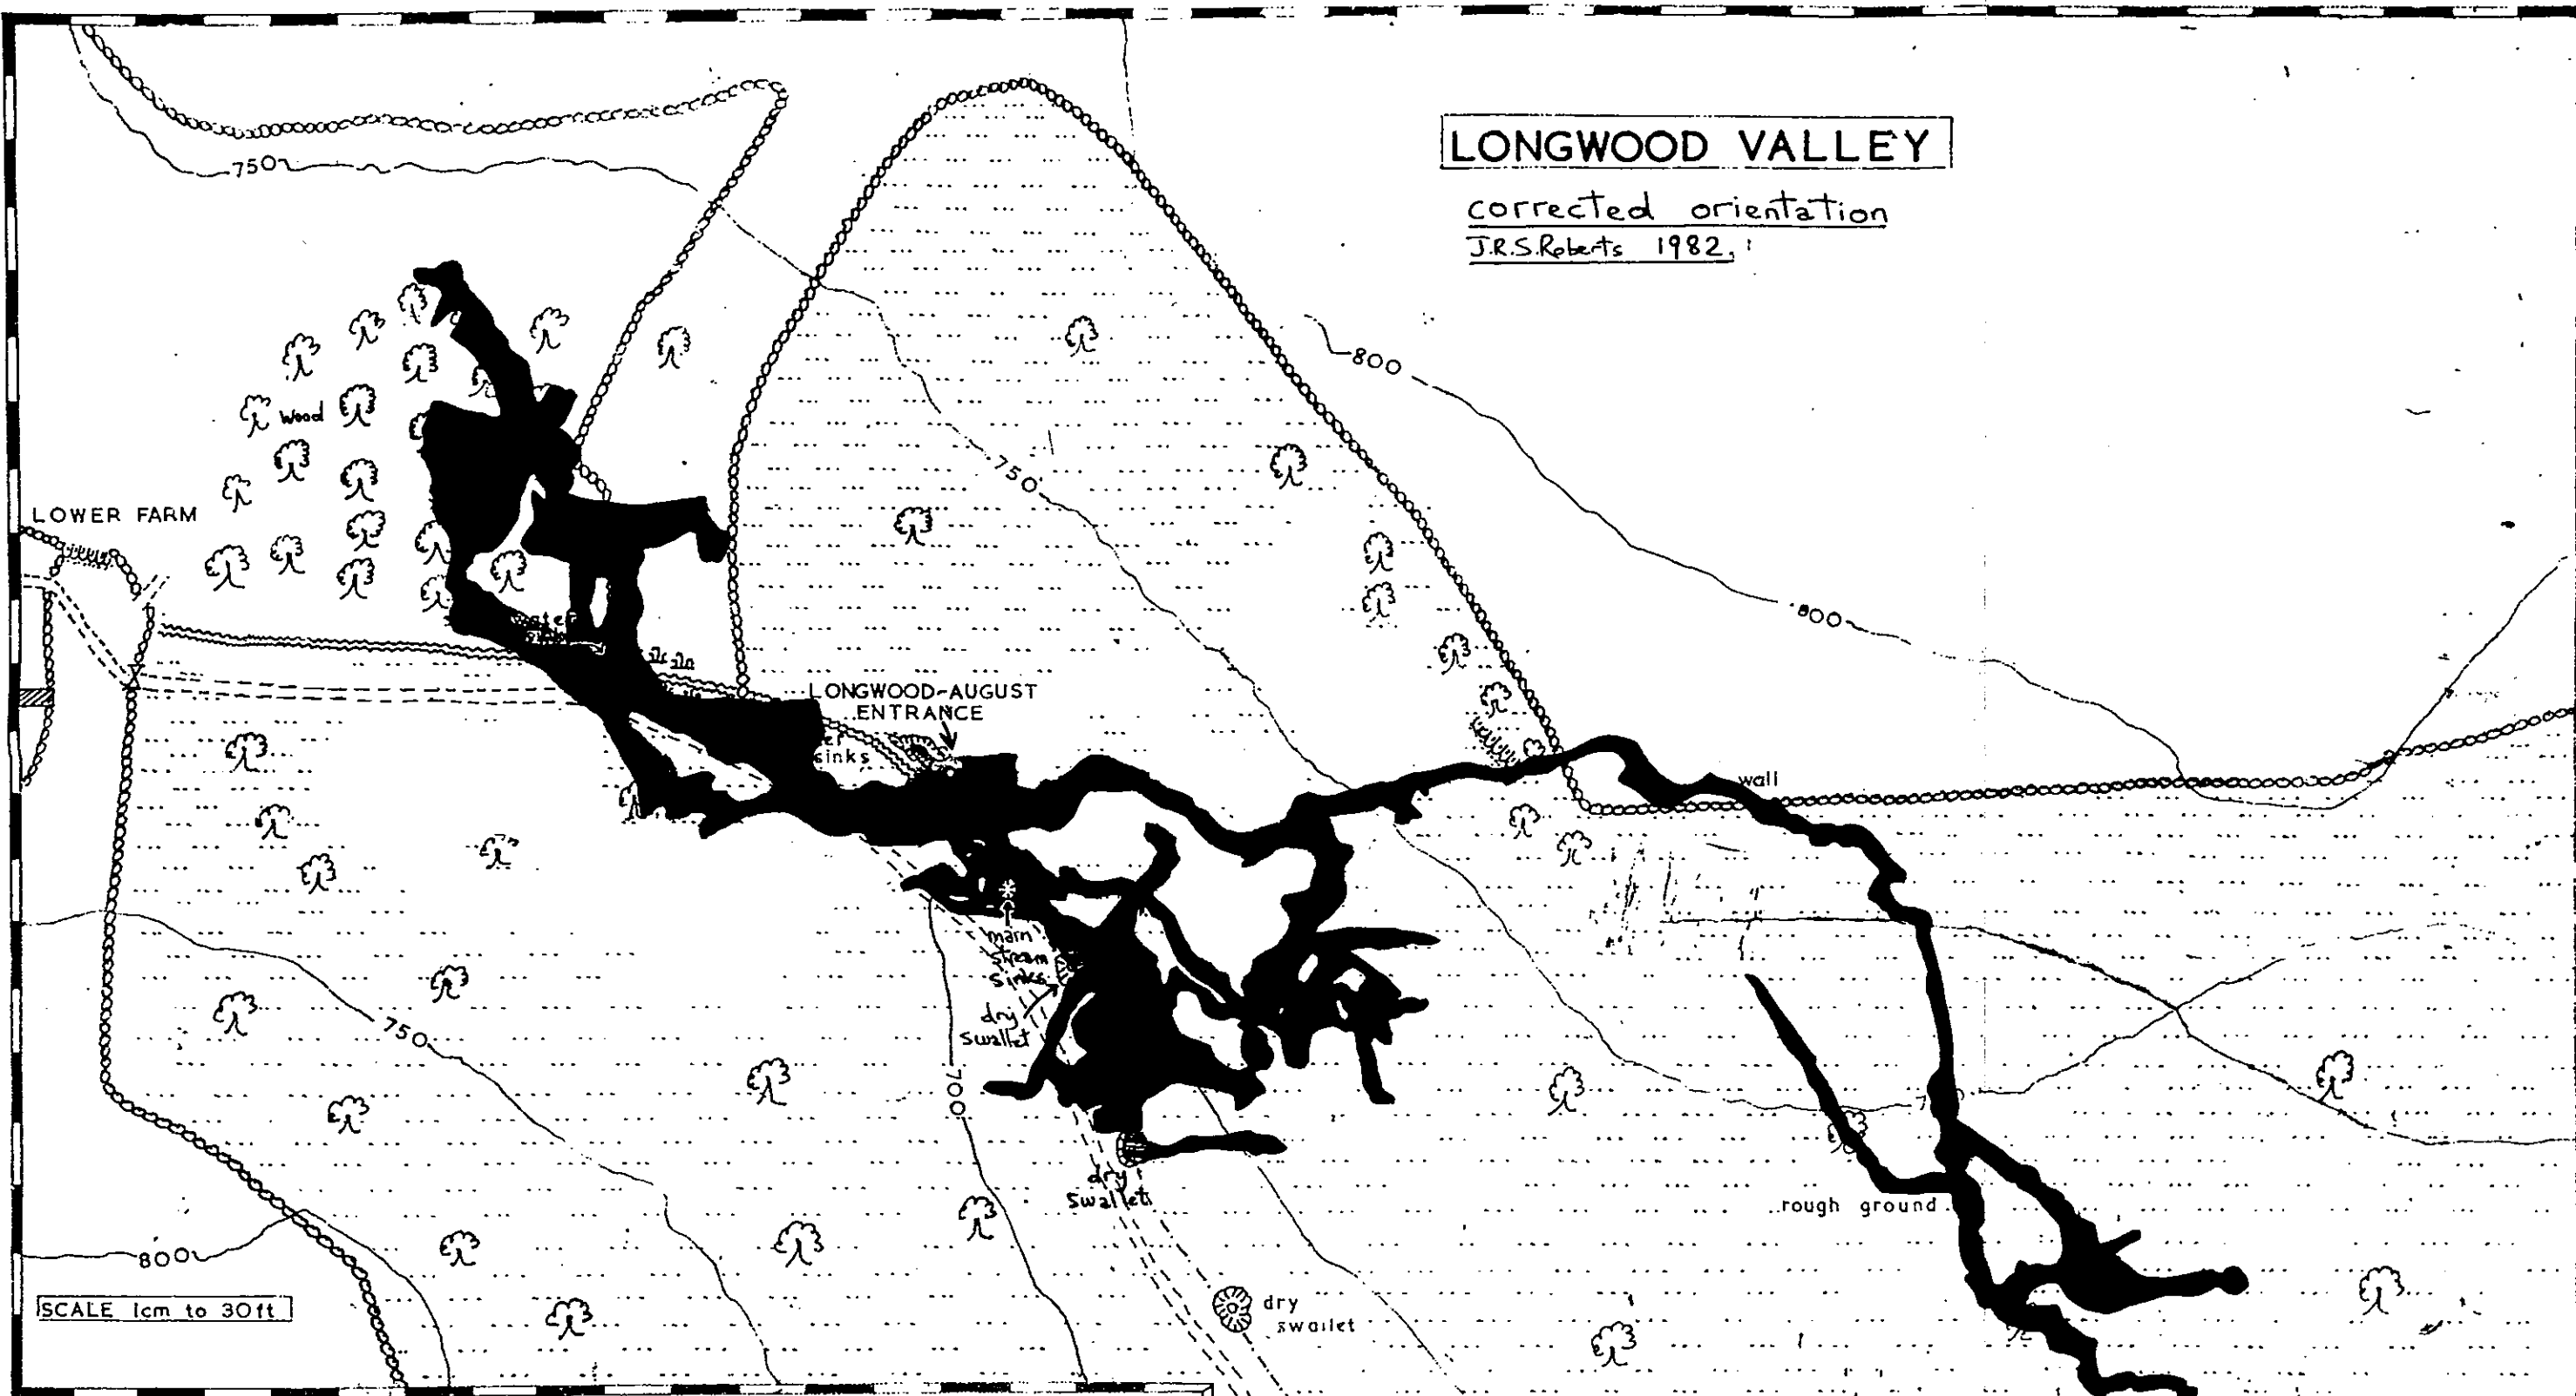 LONGWOOD VALLEY
corrected orientation
J.R.S.Roberts 1982.
750
800
wood
750
LOWER FARM
800
LONGWOOD-AUGUST
ENTRANCE
sinks
wall
main
stream
sinks
dry
swallet
750
700
dry
swallet
rough ground
800
SCALE 1cm to 30ft
dry
swallet